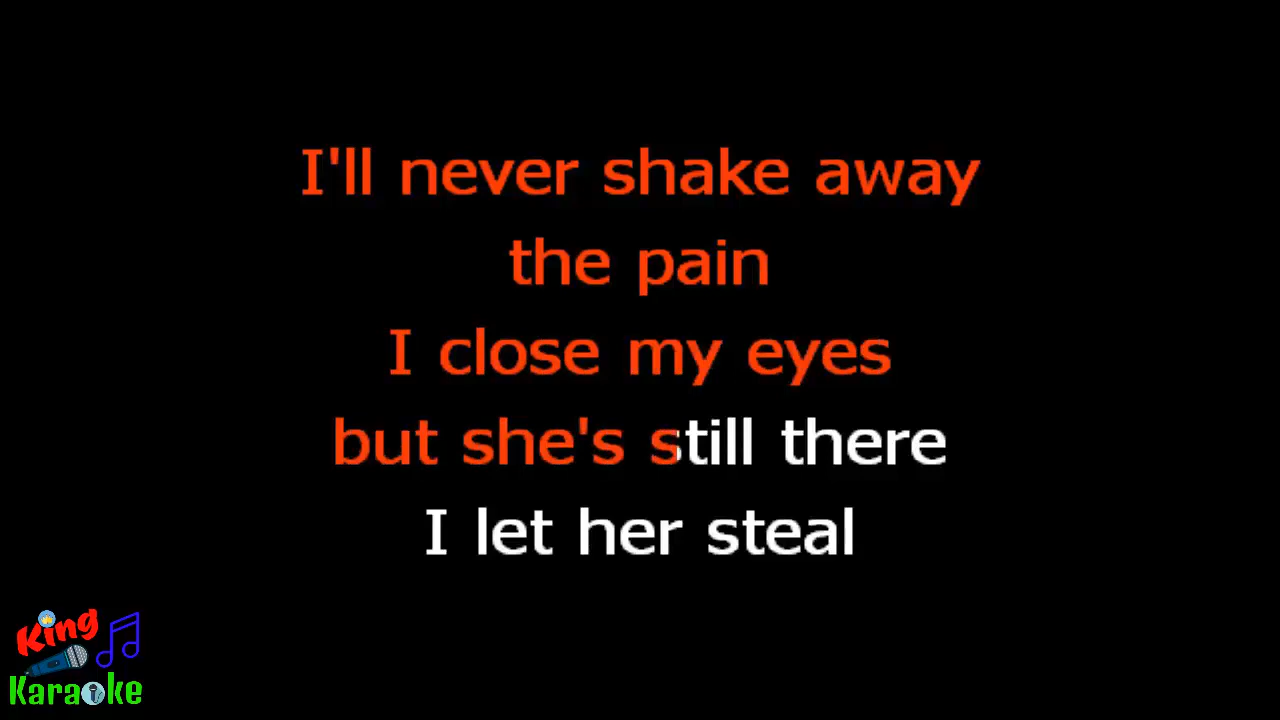 I'll never shake away
the pain
I close my eyes
but she's still there
I let her steal
King
Karaoke